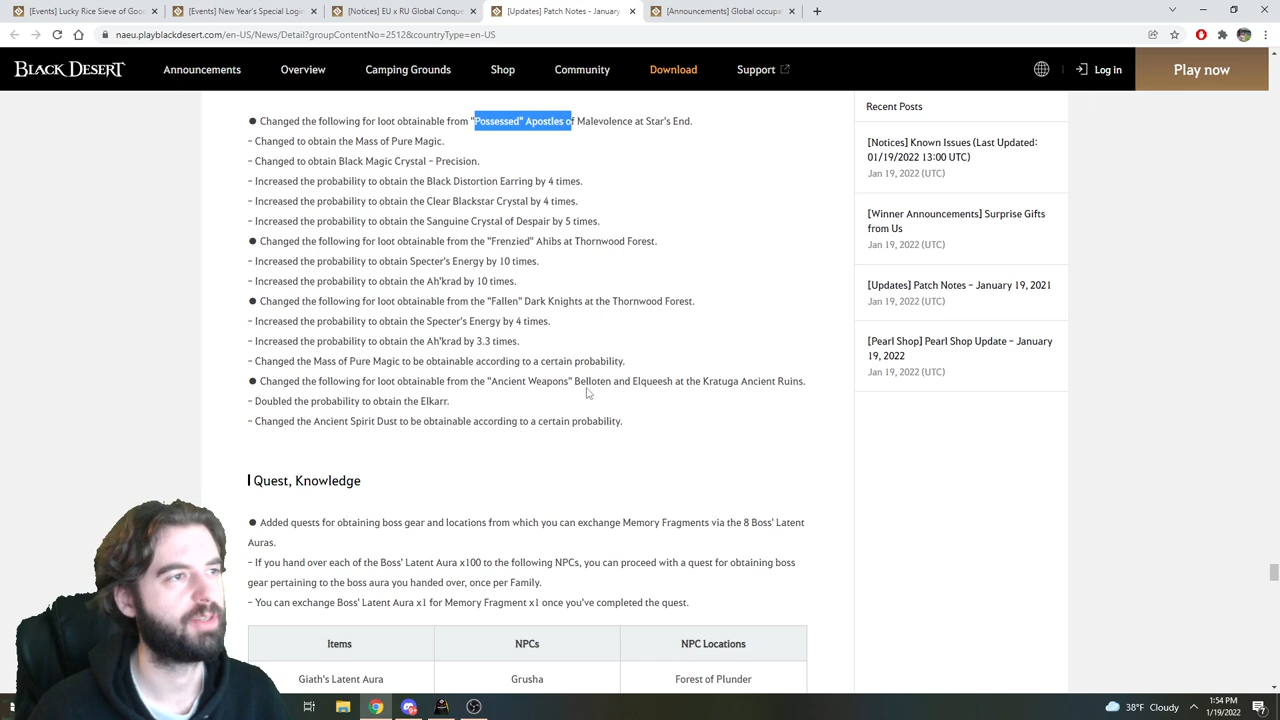 [Events] Lucky Rice Sieve of Good
[Events] New Year's Special Login
[Notices] EU x RU Global Conque
[Updates] Patch Notes - January
[Announcements] Global occupa
naeu.playblackdesert.com/en-US/News/Detail?groupContentNo=2512&countryType=en-US
BLACK DESERT
Announcements
Overview
Camping Grounds
Shop
Community
Download
Support
Log in
Play now
● Changed the following for loot obtainable from "Possessed" Apostles of Malevolence at Star's End.
- Changed to obtain the Mass of Pure Magic.
- Changed to obtain Black Magic Crystal - Precision.
- Increased the probability to obtain the Black Distortion Earring by 4 times.
- Increased the probability to obtain the Clear Blackstar Crystal by 4 times.
- Increased the probability to obtain the Sanguine Crystal of Despair by 5 times.
● Changed the following for loot obtainable from the "Frenzied" Ahibs at Thornwood Forest.
- Increased the probability to obtain Specter's Energy by 10 times.
- Increased the probability to obtain the Ah'krad by 10 times.
● Changed the following for loot obtainable from the "Fallen" Dark Knights at the Thornwood Forest.
- Increased the probability to obtain the Specter's Energy by 4 times.
- Increased the probability to obtain the Ah'krad by 3.3 times.
- Changed the Mass of Pure Magic to be obtainable according to a certain probability.
● Changed the following for loot obtainable from the "Ancient Weapons" Belloten and Elqueesh at the Kratuga Ancient Ruins.
- Doubled the probability to obtain the Elkarr.
- Changed the Ancient Spirit Dust to be obtainable according to a certain probability.
Quest, Knowledge
● Added quests for obtaining boss gear and locations from which you can exchange Memory Fragments via the 8 Boss' Latent
Auras.
- If you hand over each of the Boss' Latent Aura x100 to the following NPCs, you can proceed with a quest for obtaining boss
gear pertaining to the boss aura you handed over, once per Family.
- You can exchange Boss' Latent Aura x1 for Memory Fragment x1 once you've completed the quest.
Items
NPCs
NPC Locations
Giath's Latent Aura
Grusha
Forest of Plunder
Recent Posts
[Notices] Known Issues (Last Updated:
01/19/2022 13:00 UTC)
Jan 19, 2022 (UTC)
[Winner Announcements] Surprise Gifts
from Us
Jan 19, 2022 (UTC)
[Updates] Patch Notes - January 19, 2021
Jan 19, 2022 (UTC)
[Pearl Shop] Pearl Shop Update - January
19, 2022
Jan 19, 2022 (UTC)
38°F Cloudy
1:54 PM
1/19/2022